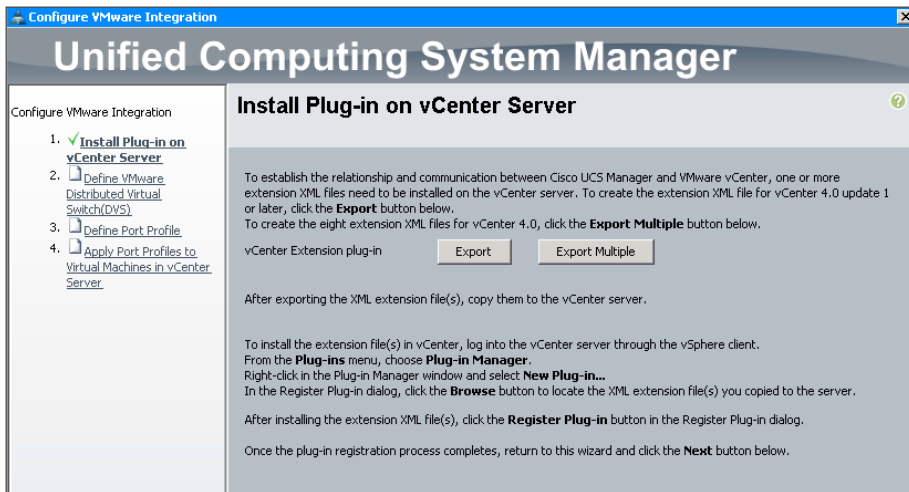 Configure VMware Integration
Unified Computing System Manager
Configure VMware Integration
1. Install Plug-in on
vCenter Server
2. Define VMware
Distributed Virtual
Switch(DVS)
3. Define Port Profile
4. Apply Port Profiles to
Virtual Machines in vCenter
Server
Install Plug-in on vCenter Server
To establish the relationship and communication between Cisco UCS Manager and VMware vCenter, one or more
extension XML files need to be installed on the vCenter server. To create the extension XML file for vCenter 4.0 update 1
or later, click the Export button below.
To create the eight extension XML files for vCenter 4.0, click the Export Multiple button below.
vCenter Extension plug-in Export Export Multiple
After exporting the XML extension file(s), copy them to the vCenter server.
To install the extension file(s) in vCenter, log into the vCenter server through the vSphere client.
From the Plug-ins menu, choose Plug-in Manager.
Right-click in the Plug-in Manager window and select New Plug-in...
In the Register Plug-in dialog, click the Browse button to locate the XML extension file(s) you copied to the server.
After installing the extension XML file(s), click the Register Plug-in button in the Register Plug-in dialog.
Once the plug-in registration process completes, return to this wizard and click the Next button below.